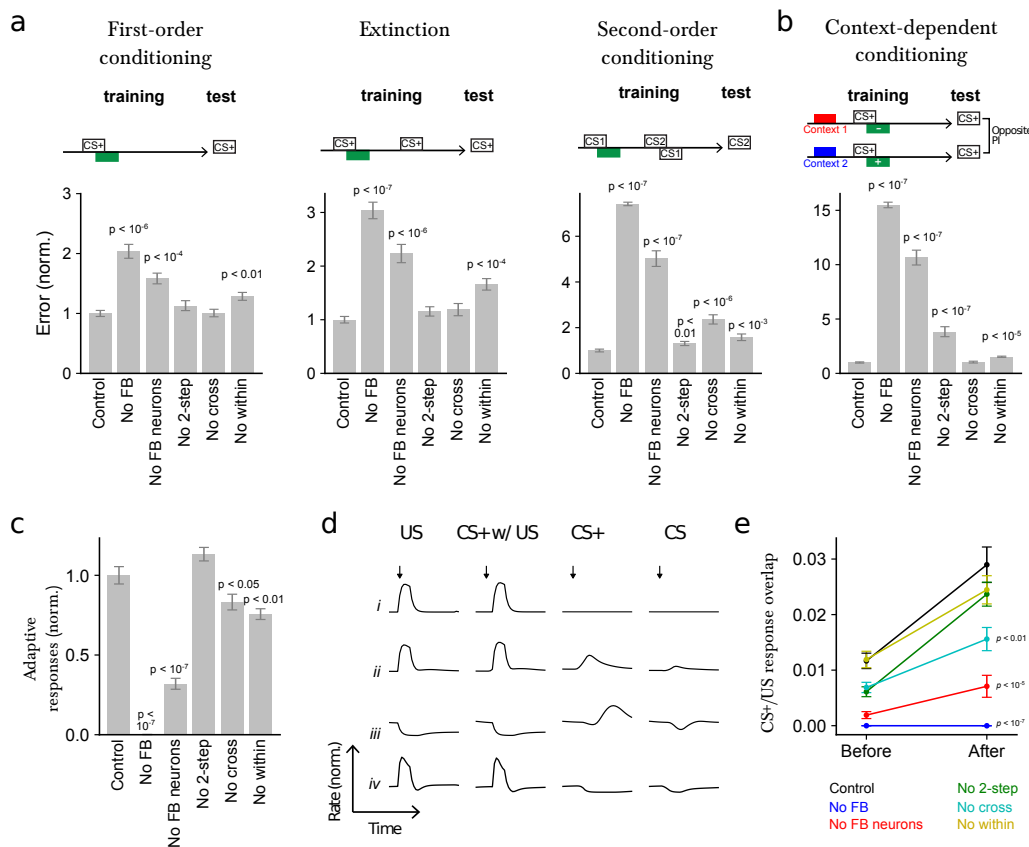 a
First-order
conditioning
training
test
CS+
CS+
Error (norm.)
3
2
1
0
p < 10⁻⁶
p < 10⁻⁴
p < 0.01
Control
No FB
No FB neurons
No 2-step
No cross
No within
Extinction
training
test
CS+
CS+
CS+
3
2
1
0
p < 10⁻⁷
p < 10⁻⁶
p < 10⁻⁴
Control
No FB
No FB neurons
No 2-step
No cross
No within
Second-order
conditioning
training
test
CS1
CS2
CS1
CS2
6
4
2
0
p < 10⁻⁷
p < 10⁻⁷
p <
0.01
p < 10⁻⁶
p < 10⁻³
Control
No FB
No FB neurons
No 2-step
No cross
No within
b
Context-dependent
conditioning
training
test
Context 1
CS+
–
CS+
Context 2
CS+
+
CS+
Opposite
PI
15
10
5
0
p < 10⁻⁷
p < 10⁻⁷
p < 10⁻⁷
p < 10⁻⁵
Control
No FB
No FB neurons
No 2-step
No cross
No within
c
Adaptive
responses (norm.)
1.0
0.5
0.0
p <
10⁻⁷
p < 10⁻⁷
p < 0.05
p < 0.01
Control
No FB
No FB neurons
No 2-step
No cross
No within
d
US
CS+ w/ US
CS+
CS
i
ii
iii
iv
Rate (norm.)
Time
e
CS+/US response overlap
0.03
0.02
0.01
0.00
p < 0.01
p < 10⁻⁵
p < 10⁻⁷
Before
After
Control
No FB
No FB neurons
No 2-step
No cross
No within